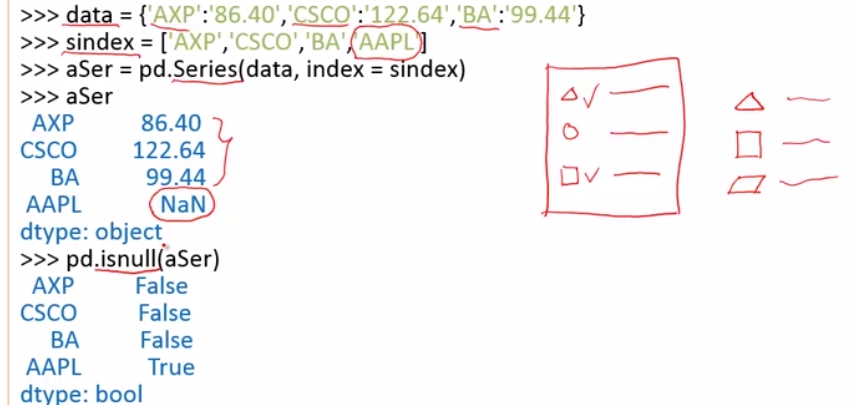 >>> data = {'AXP':'86.40','CSCO':'122.64','BA':'99.44'}
>>> sindex = ['AXP','CSCO','BA','AAPL']
>>> aSer = pd.Series(data, index = sindex)
>>> aSer
AXP 86.40
CSCO 122.64
BA 99.44
AAPL NaN
dtype: object
>>> pd.isnull(aSer)
AXP False
CSCO False
BA False
AAPL True
dtype: bool